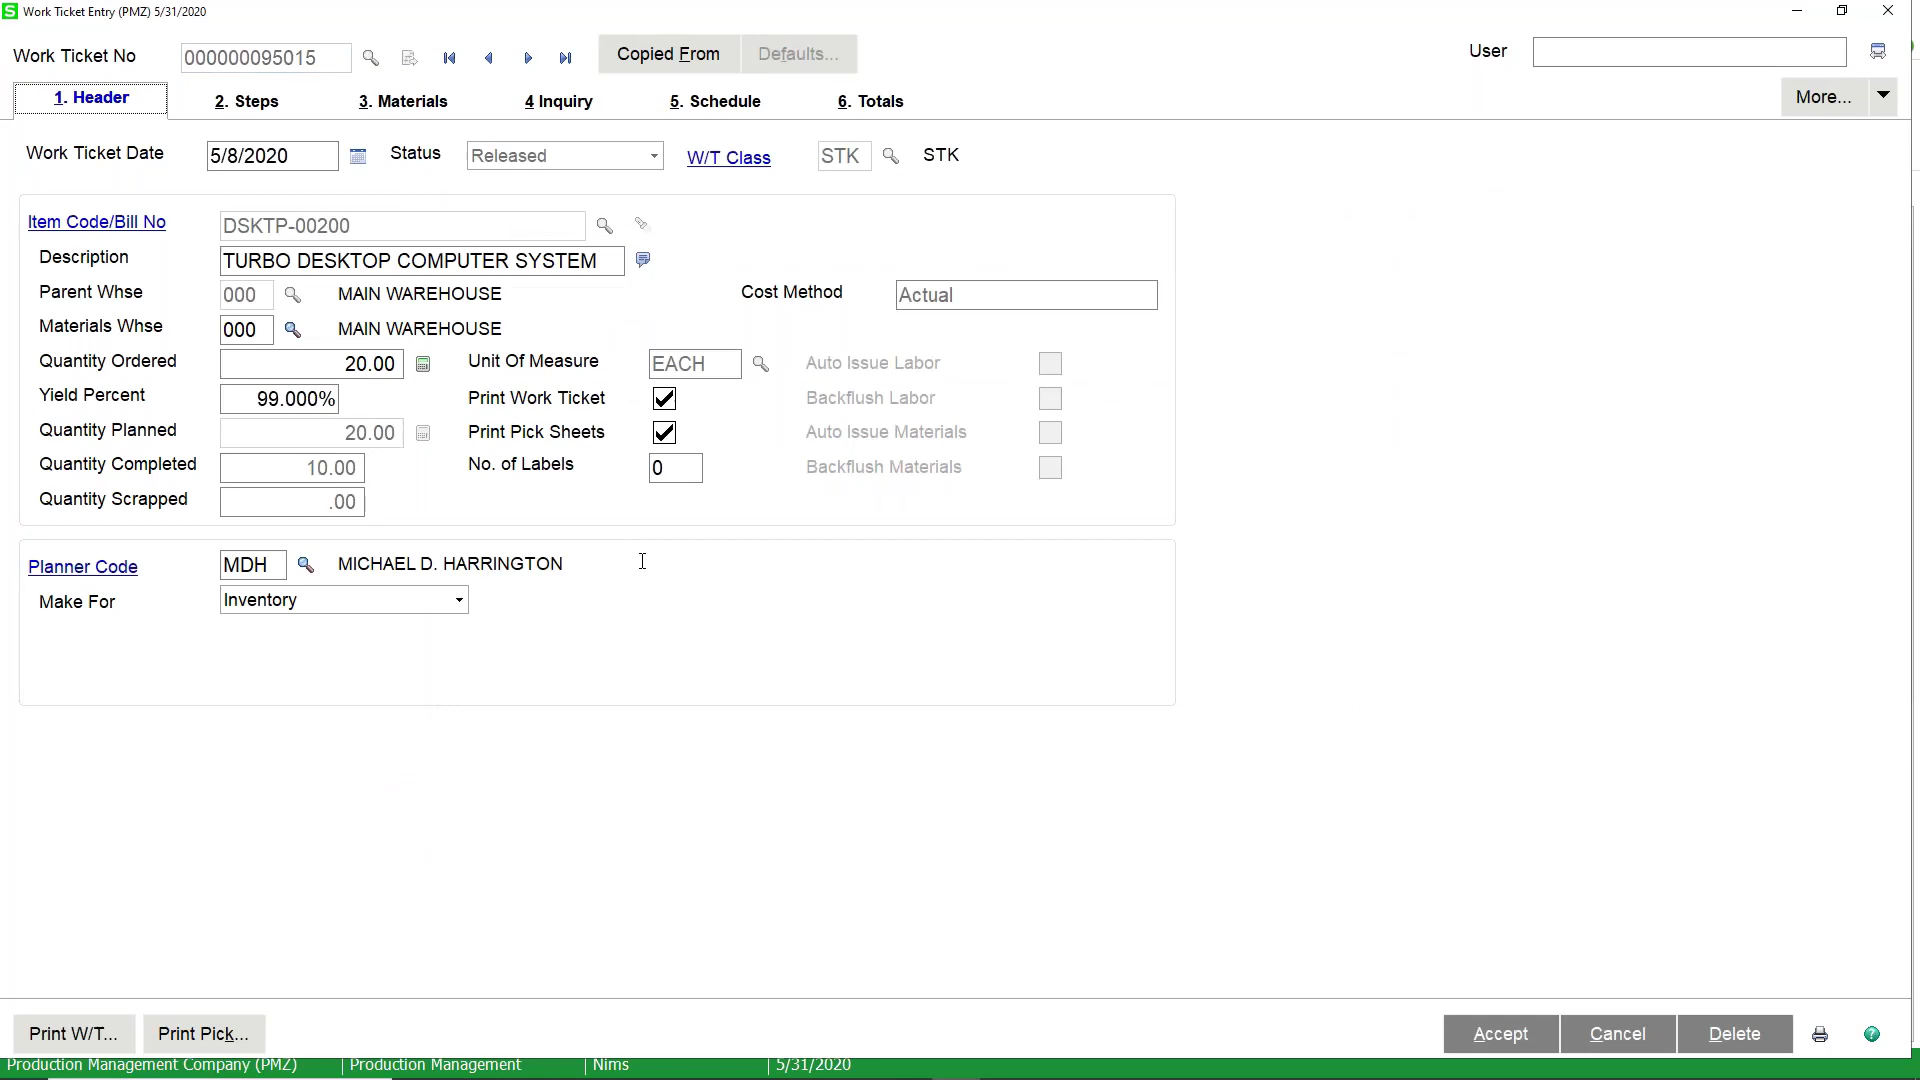 S Work Ticket Entry (PMZ) 5/31/2020
Work Ticket No 000000095015 Copied From Defaults... User
1. Header 2. Steps 3. Materials 4 Inquiry 5. Schedule 6. Totals More...
Work Ticket Date 5/8/2020 Status Released W/T Class STK STK
Item Code/Bill No DSKTP-00200
Description TURBO DESKTOP COMPUTER SYSTEM
Parent Whse 000 MAIN WAREHOUSE Cost Method Actual
Materials Whse 000 MAIN WAREHOUSE
Quantity Ordered 20.00 Unit Of Measure EACH Auto Issue Labor
Yield Percent 99.000% Print Work Ticket Backflush Labor
Quantity Planned 20.00 Print Pick Sheets Auto Issue Materials
Quantity Completed 10.00 No. of Labels 0 Backflush Materials
Quantity Scrapped .00
Planner Code MDH MICHAEL D. HARRINGTON
Make For Inventory
Print W/T... Print Pick... Accept Cancel Delete ?
Production Management Company (PMZ) Production Management Nims 5/31/2020